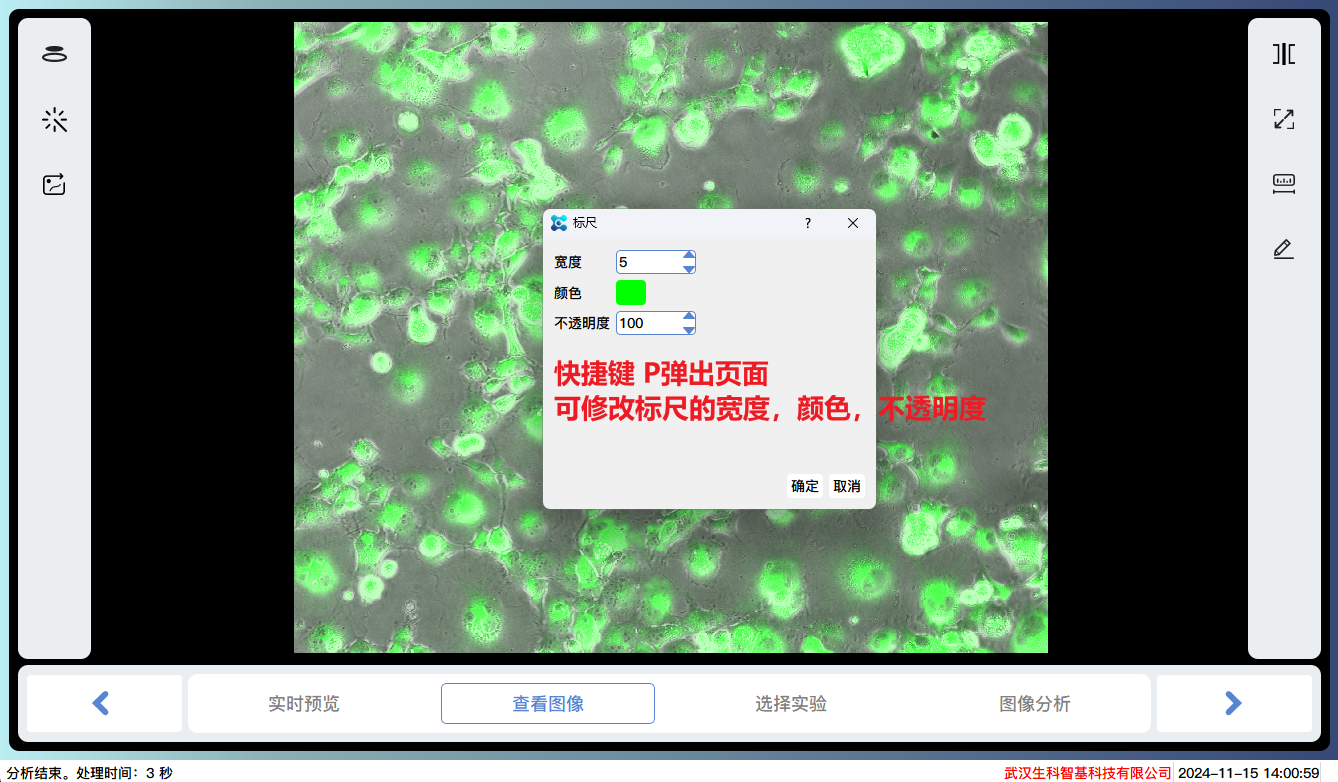 标尺
?
宽度 5
颜色
不透明度 100
快捷键 P弹出页面
可修改标尺的宽度，颜色，不透明度
确定 取消
实时预览 查看图像 选择实验 图像分析
分析结束。处理时间：3 秒 武汉生科智基科技有限公司 2024-11-15 14:00:59